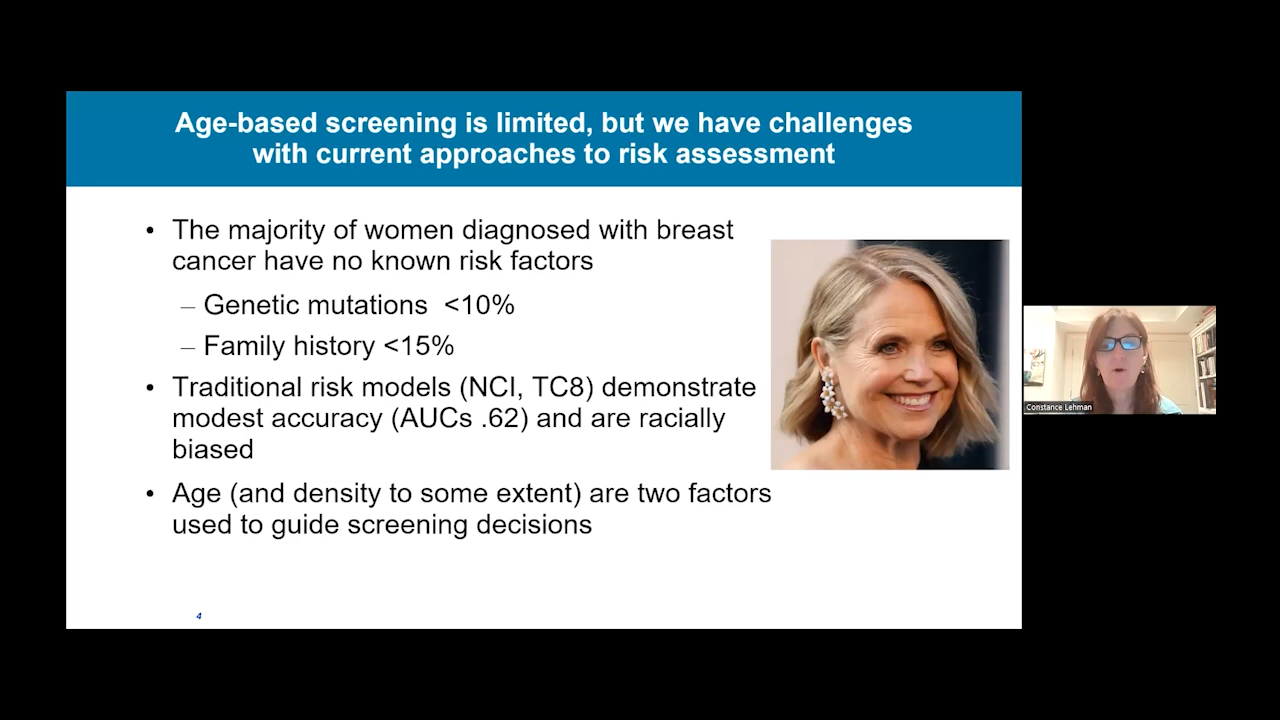 Age-based screening is limited, but we have challenges
with current approaches to risk assessment
• The majority of women diagnosed with breast
cancer have no known risk factors
– Genetic mutations <10%
– Family history <15%
• Traditional risk models (NCI, TC8) demonstrate
modest accuracy (AUCs .62) and are racially
biased
• Age (and density to some extent) are two factors
used to guide screening decisions
4
Constance Lehman